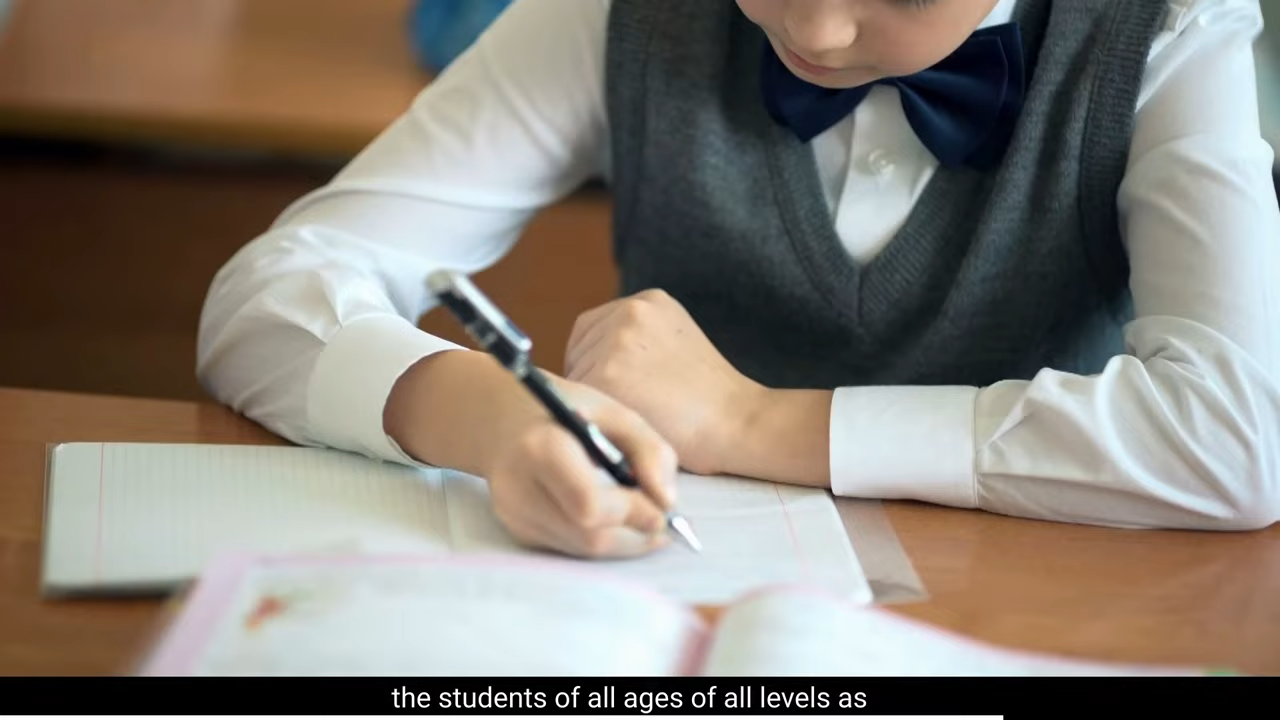 the students of all ages of all levels as